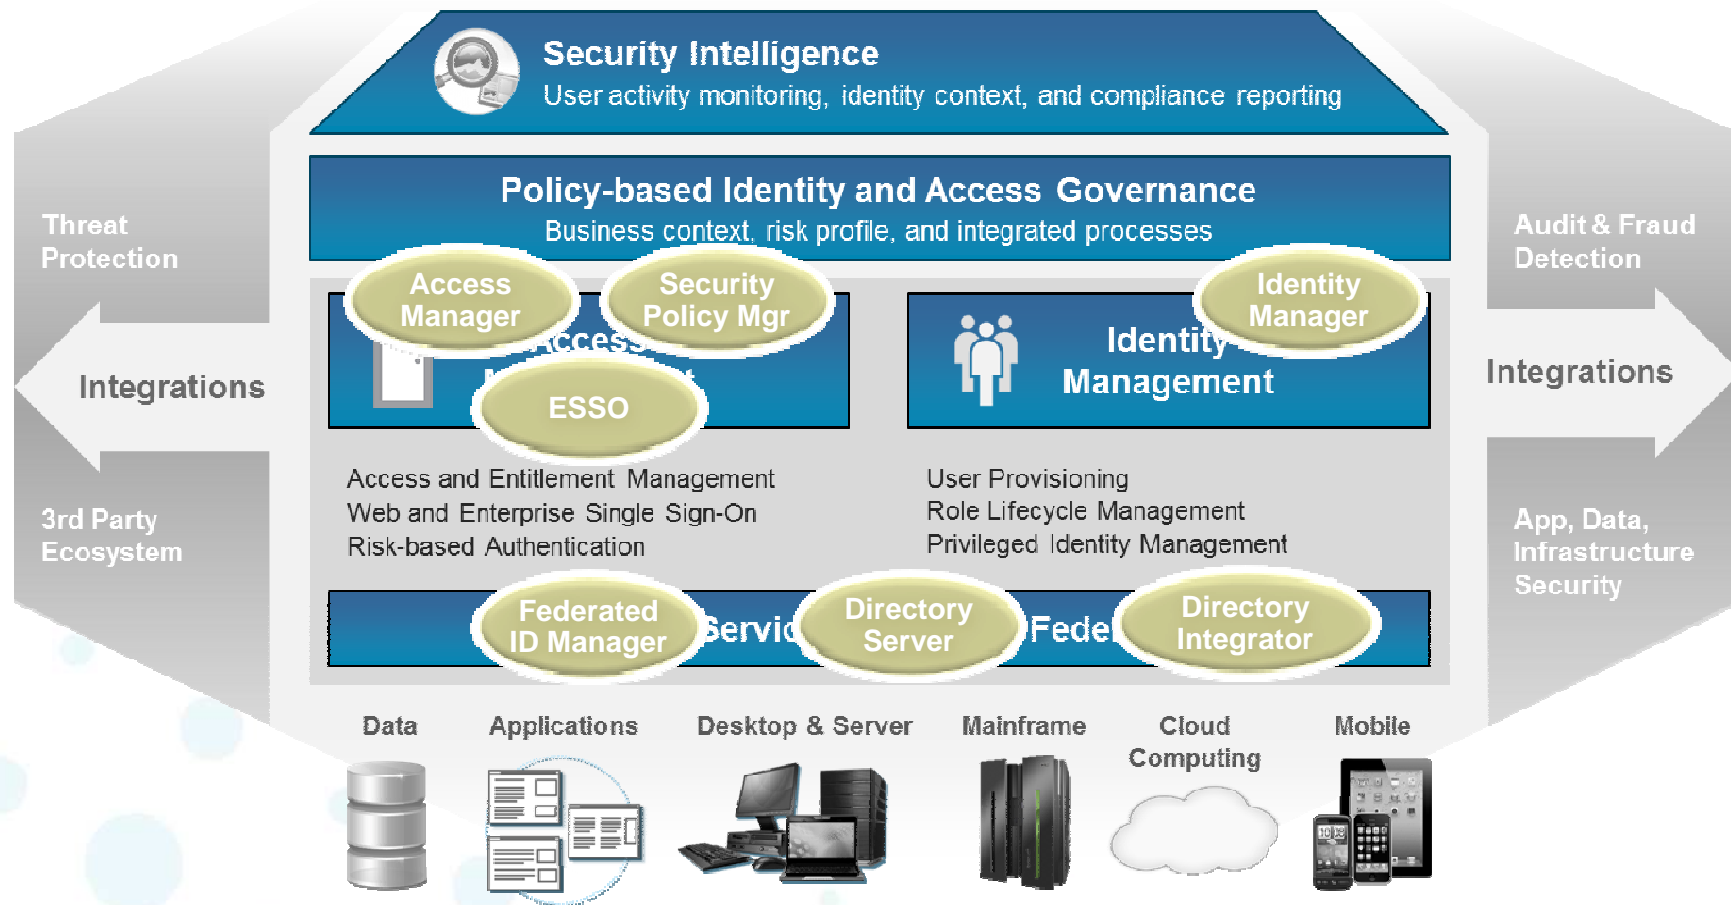 Security Intelligence
User activity monitoring, identity context, and compliance reporting
Policy-based Identity and Access Governance
Business context, risk profile, and integrated processes
Threat
Protection
Integrations
3rd Party
Ecosystem
Audit & Fraud
Detection
Integrations
App, Data,
Infrastructure
Security
Access
Manager
Security
Policy Mgr
Access
ESSO
Identity
Manager
Identity
Management
Access and Entitlement Management
Web and Enterprise Single Sign-On
Risk-based Authentication
User Provisioning
Role Lifecycle Management
Privileged Identity Management
Federated
ID Manager
Directory
Server
Directory
Integrator
Data
Applications
Desktop & Server
Mainframe
Cloud
Computing
Mobile